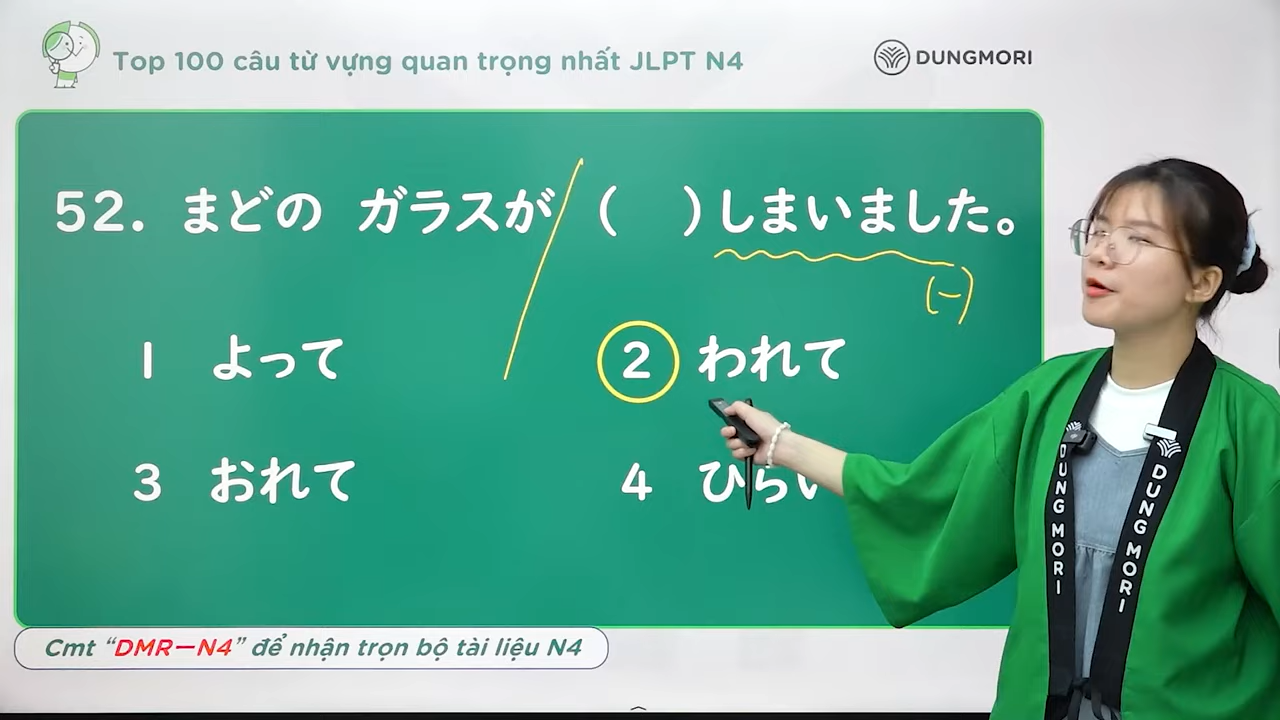 Top 100 câu từ vựng quan trọng nhất JLPT N4
DUNGMORI
52. まどの ガラスが ( )しまいました。
(-)
1 よって
2 われて
3 おれて
4 ひらい
Cmt “DMR-N4” để nhận trọn bộ tài liệu N4
DUNG MORI
DUNG MORI